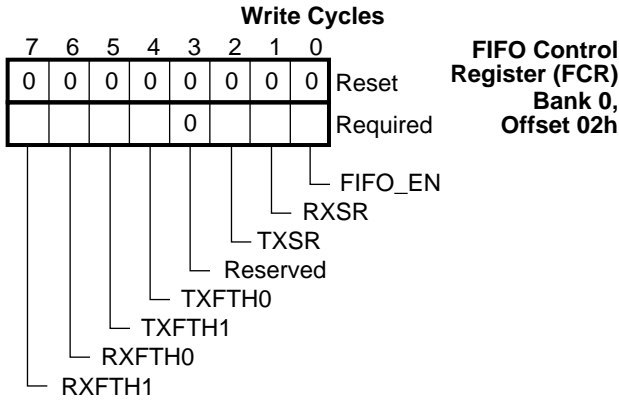 Write Cycles
7 6 5 4 3 2 1 0
0 0 0 0 0 0 0 0 Reset
0 Required
FIFO Control
Register (FCR)
Bank 0,
Offset 02h
FIFO_EN
RXSR
TXSR
Reserved
TXFTH0
TXFTH1
RXFTH0
RXFTH1